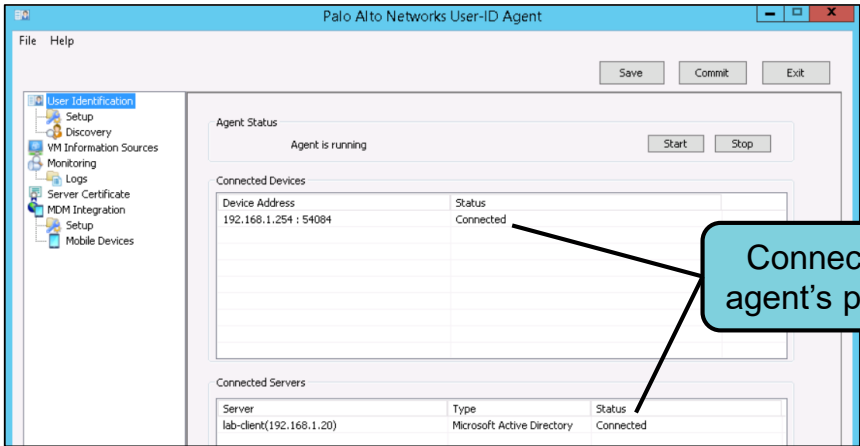 Palo Alto Networks User-ID Agent
File Help
Save Commit Exit
User Identification
Setup
Discovery
VM Information Sources
Monitoring
Logs
Server Certificate
MDM Integration
Setup
Mobile Devices
Agent Status
Agent is running
Start Stop
Connected Devices
Device Address Status
192.168.1.254 : 54084 Connected
Connec
agent's p
Connected Servers
Server Type Status
lab-client(192.168.1.20) Microsoft Active Directory Connected